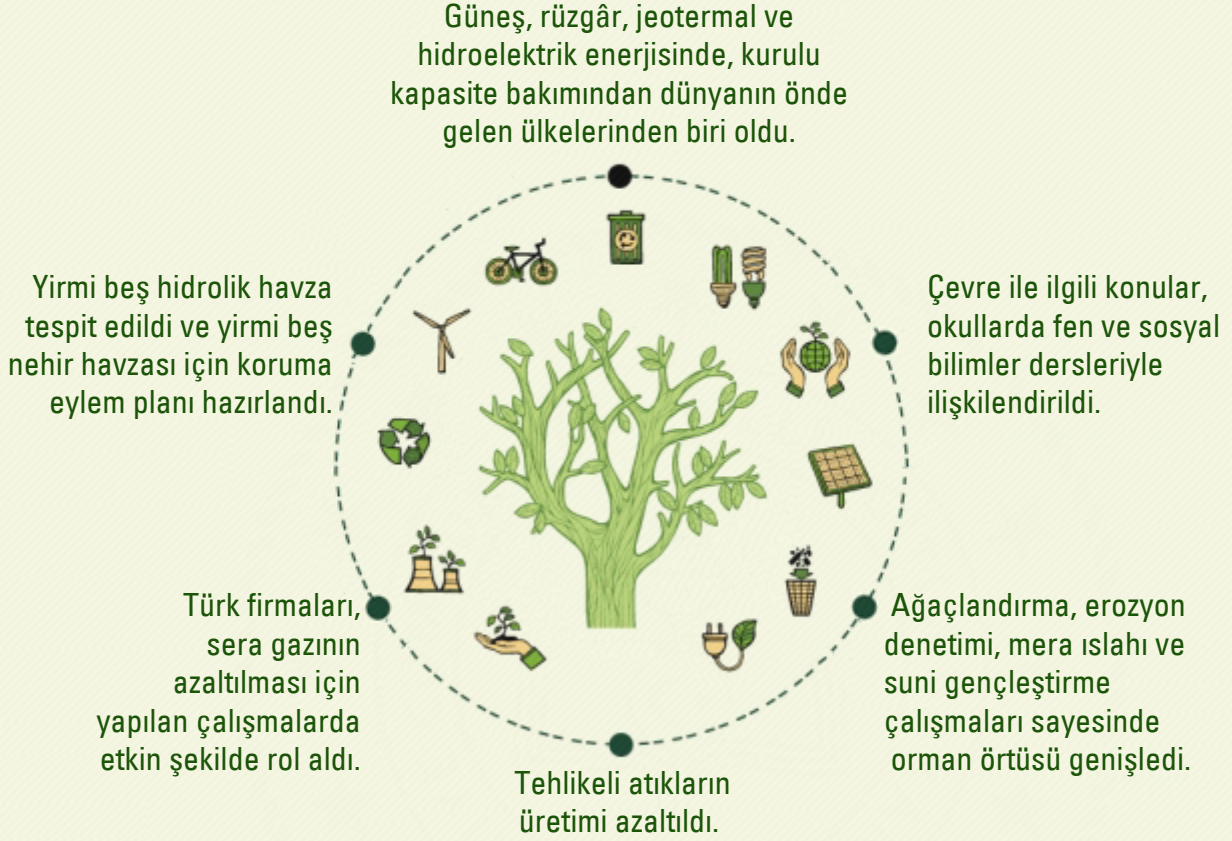 Güneş, rüzgâr, jeotermal ve
hidroelektrik enerjisinde, kurulu
kapasite bakımından dünyanın önde
gelen ülkelerinden biri oldu.
Yirmi beş hidrolik havza
tespit edildi ve yirmi beş
nehir havzası için koruma
eylem planı hazırlandı.
Çevre ile ilgili konular,
okullarda fen ve sosyal
bilimler dersleriyle
ilişkilendirildi.
Türk firmaları,
sera gazının
azaltılması için
yapılan çalışmalarda
etkin şekilde rol aldı.
Ağaçlandırma, erozyon
denetimi, mera ıslahı ve
suni gençleştirme
çalışmaları sayesinde
orman örtüsü genişledi.
Tehlikeli atıkların
üretimi azaltıldı.